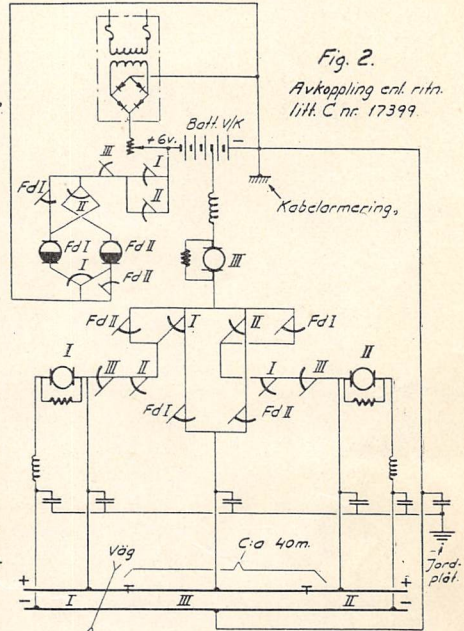 Fig. 2.
Avkoppling enl. ritn.
litt. C nr. 17399.
Batt. V/K
+6v.
-
III
I
II
Fd I
II
Kabelarmering
Fd I
Fd II
III
I
Fd II
Fd II
I
II
Fd I
I
III
II
I
III
II
Fd I
Fd II
Jord-
plåt.
Väg
C:a 40m.
+
+
-
I
III
II
-